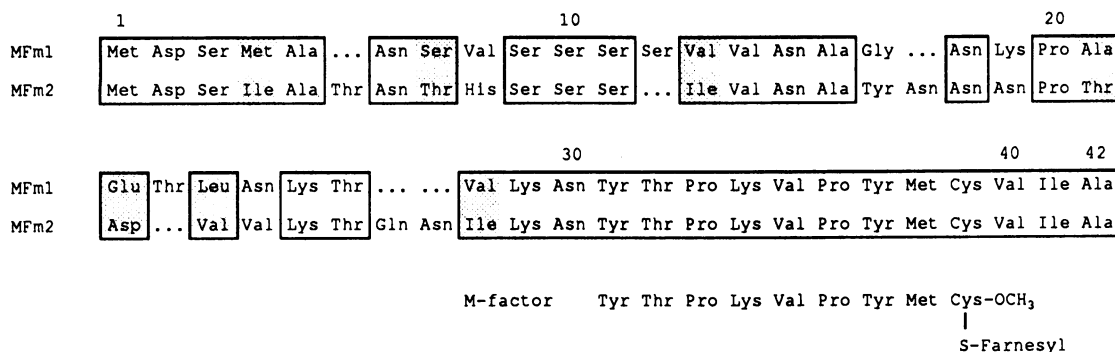 1 10 20
MFm1 Met Asp Ser Met Ala ... Asn Ser Val Ser Ser Ser Ser Val Val Asn Ala Gly ... Asn Lys Pro Ala
MFm2 Met Asp Ser Ile Ala Thr Asn Thr His Ser Ser Ser ... Ile Val Asn Ala Tyr Asn Asn Asn Pro Thr
30 40 42
MFm1 Glu Thr Leu Asn Lys Thr ... ... Val Lys Asn Tyr Thr Pro Lys Val Pro Tyr Met Cys Val Ile Ala
MFm2 Asp ... Val Val Lys Thr Gln Asn Ile Lys Asn Tyr Thr Pro Lys Val Pro Tyr Met Cys Val Ile Ala
M-factor Tyr Thr Pro Lys Val Pro Tyr Met Cys-OCH₃
S-Farnesyl